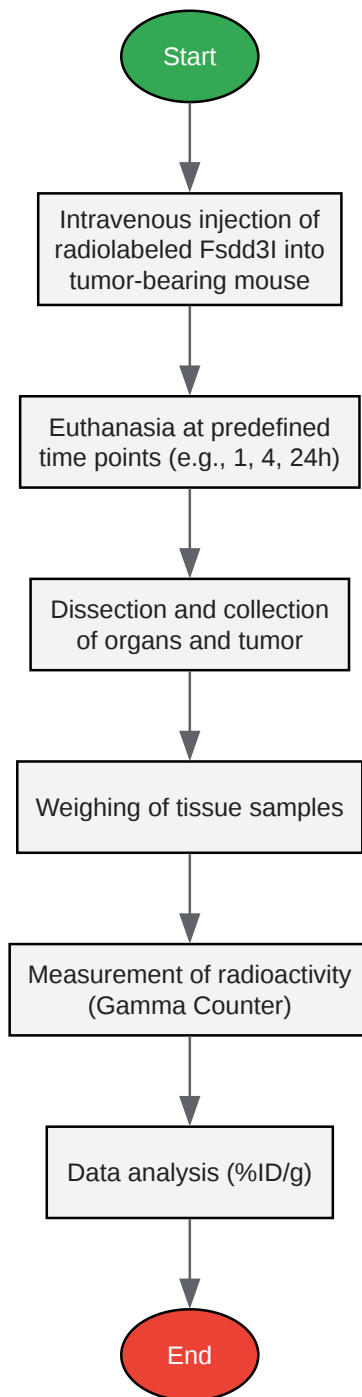 Start
Intravenous injection of
radiolabeled Fsdd3I into
tumor-bearing mouse
Euthanasia at predefined
time points (e.g., 1, 4, 24h)
Dissection and collection
of organs and tumor
Weighing of tissue samples
Measurement of radioactivity
(Gamma Counter)
Data analysis (%ID/g)
End